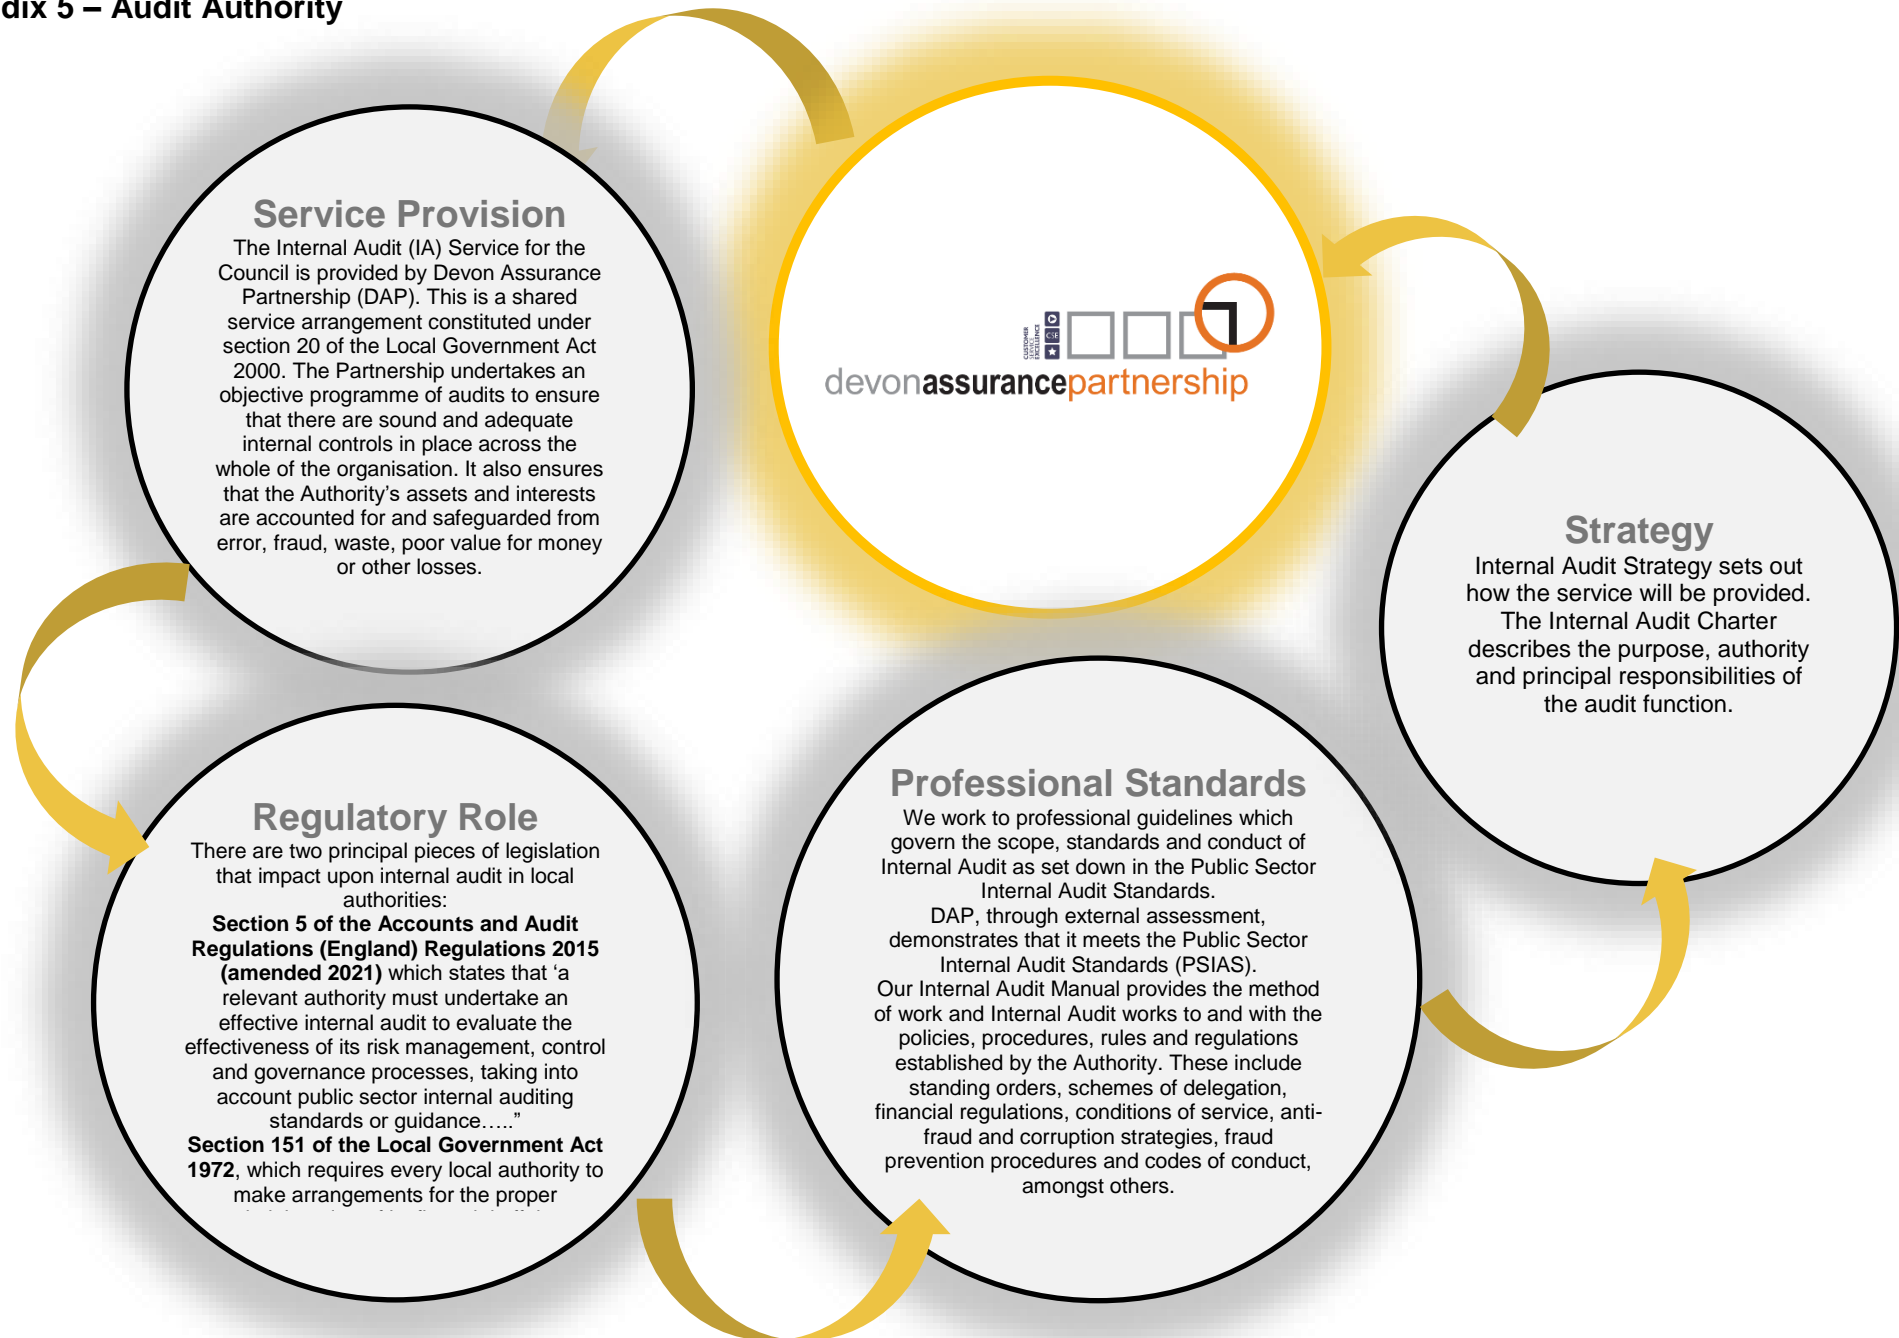 dix 5 – Audit Authority
Service Provision
The Internal Audit (IA) Service for the
Council is provided by Devon Assurance
Partnership (DAP). This is a shared
service arrangement constituted under
section 20 of the Local Government Act
2000. The Partnership undertakes an
objective programme of audits to ensure
that there are sound and adequate
internal controls in place across the
whole of the organisation. It also ensures
that the Authority’s assets and interests
are accounted for and safeguarded from
error, fraud, waste, poor value for money
or other losses.
CUSTOMER
SERVICE
EXCELLENCE
CSE
devonassurancepartnership
Strategy
Internal Audit Strategy sets out
how the service will be provided.
The Internal Audit Charter
describes the purpose, authority
and principal responsibilities of
the audit function.
Regulatory Role
There are two principal pieces of legislation
that impact upon internal audit in local
authorities:
Section 5 of the Accounts and Audit
Regulations (England) Regulations 2015
(amended 2021) which states that ‘a
relevant authority must undertake an
effective internal audit to evaluate the
effectiveness of its risk management, control
and governance processes, taking into
account public sector internal auditing
standards or guidance…..”
Section 151 of the Local Government Act
1972, which requires every local authority to
make arrangements for the proper
Professional Standards
We work to professional guidelines which
govern the scope, standards and conduct of
Internal Audit as set down in the Public Sector
Internal Audit Standards.
DAP, through external assessment,
demonstrates that it meets the Public Sector
Internal Audit Standards (PSIAS).
Our Internal Audit Manual provides the method
of work and Internal Audit works to and with the
policies, procedures, rules and regulations
established by the Authority. These include
standing orders, schemes of delegation,
financial regulations, conditions of service, anti-
fraud and corruption strategies, fraud
prevention procedures and codes of conduct,
amongst others.